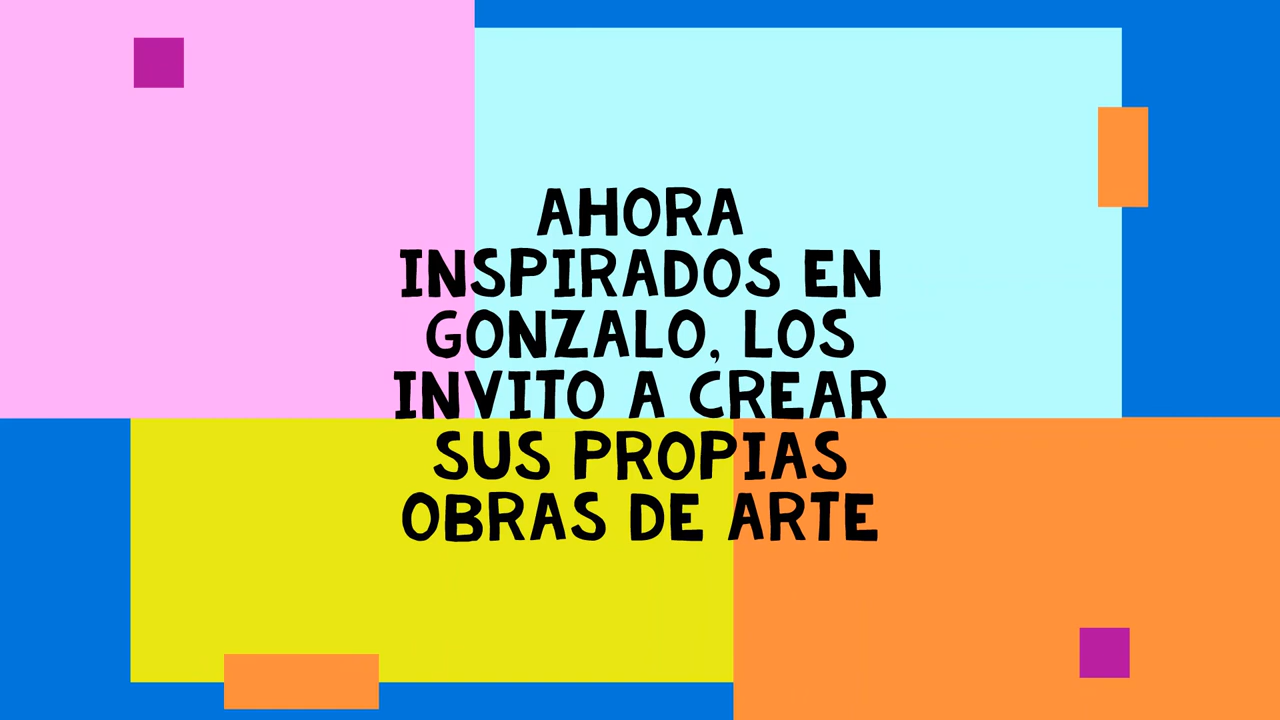 AHORA
INSPIRADOS EN
GONZALO, LOS
INVITO A CREAR
SUS PROPIAS
OBRAS DE ARTE